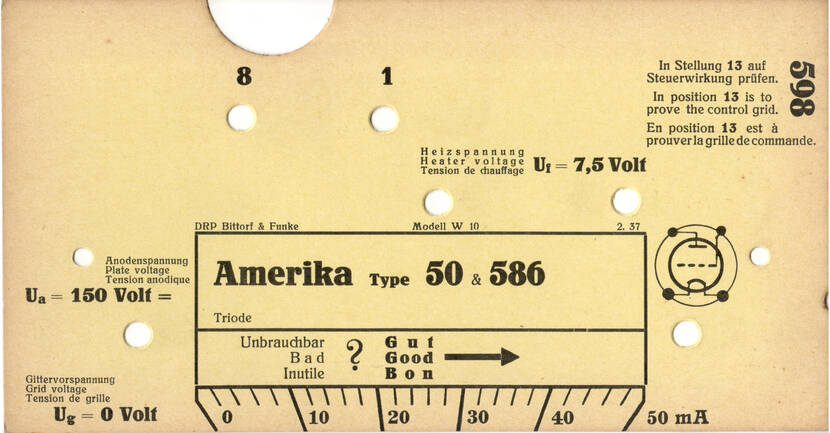 8 1
In Stellung 13 auf
Steuerwirkung prüfen.
In position 13 is to
prove the control grid.
En position 13 est à
prouver la grille de commande.
598
Heizspannung
Heater voltage
Tension de chauffage
Uf = 7,5 Volt
DRP Bittorf & Funke Modell W 10 2. 37
Anodenspannung
Plate voltage
Tension anodique
Ua = 150 Volt =
Amerika Type 50 & 586
Triode
Unbrauchbar ? Gut
Bad Good
Inutile Bon
Gittervorspannung
Grid voltage
Tension de grille
Ug = 0 Volt
0 10 20 30 40 50 mA